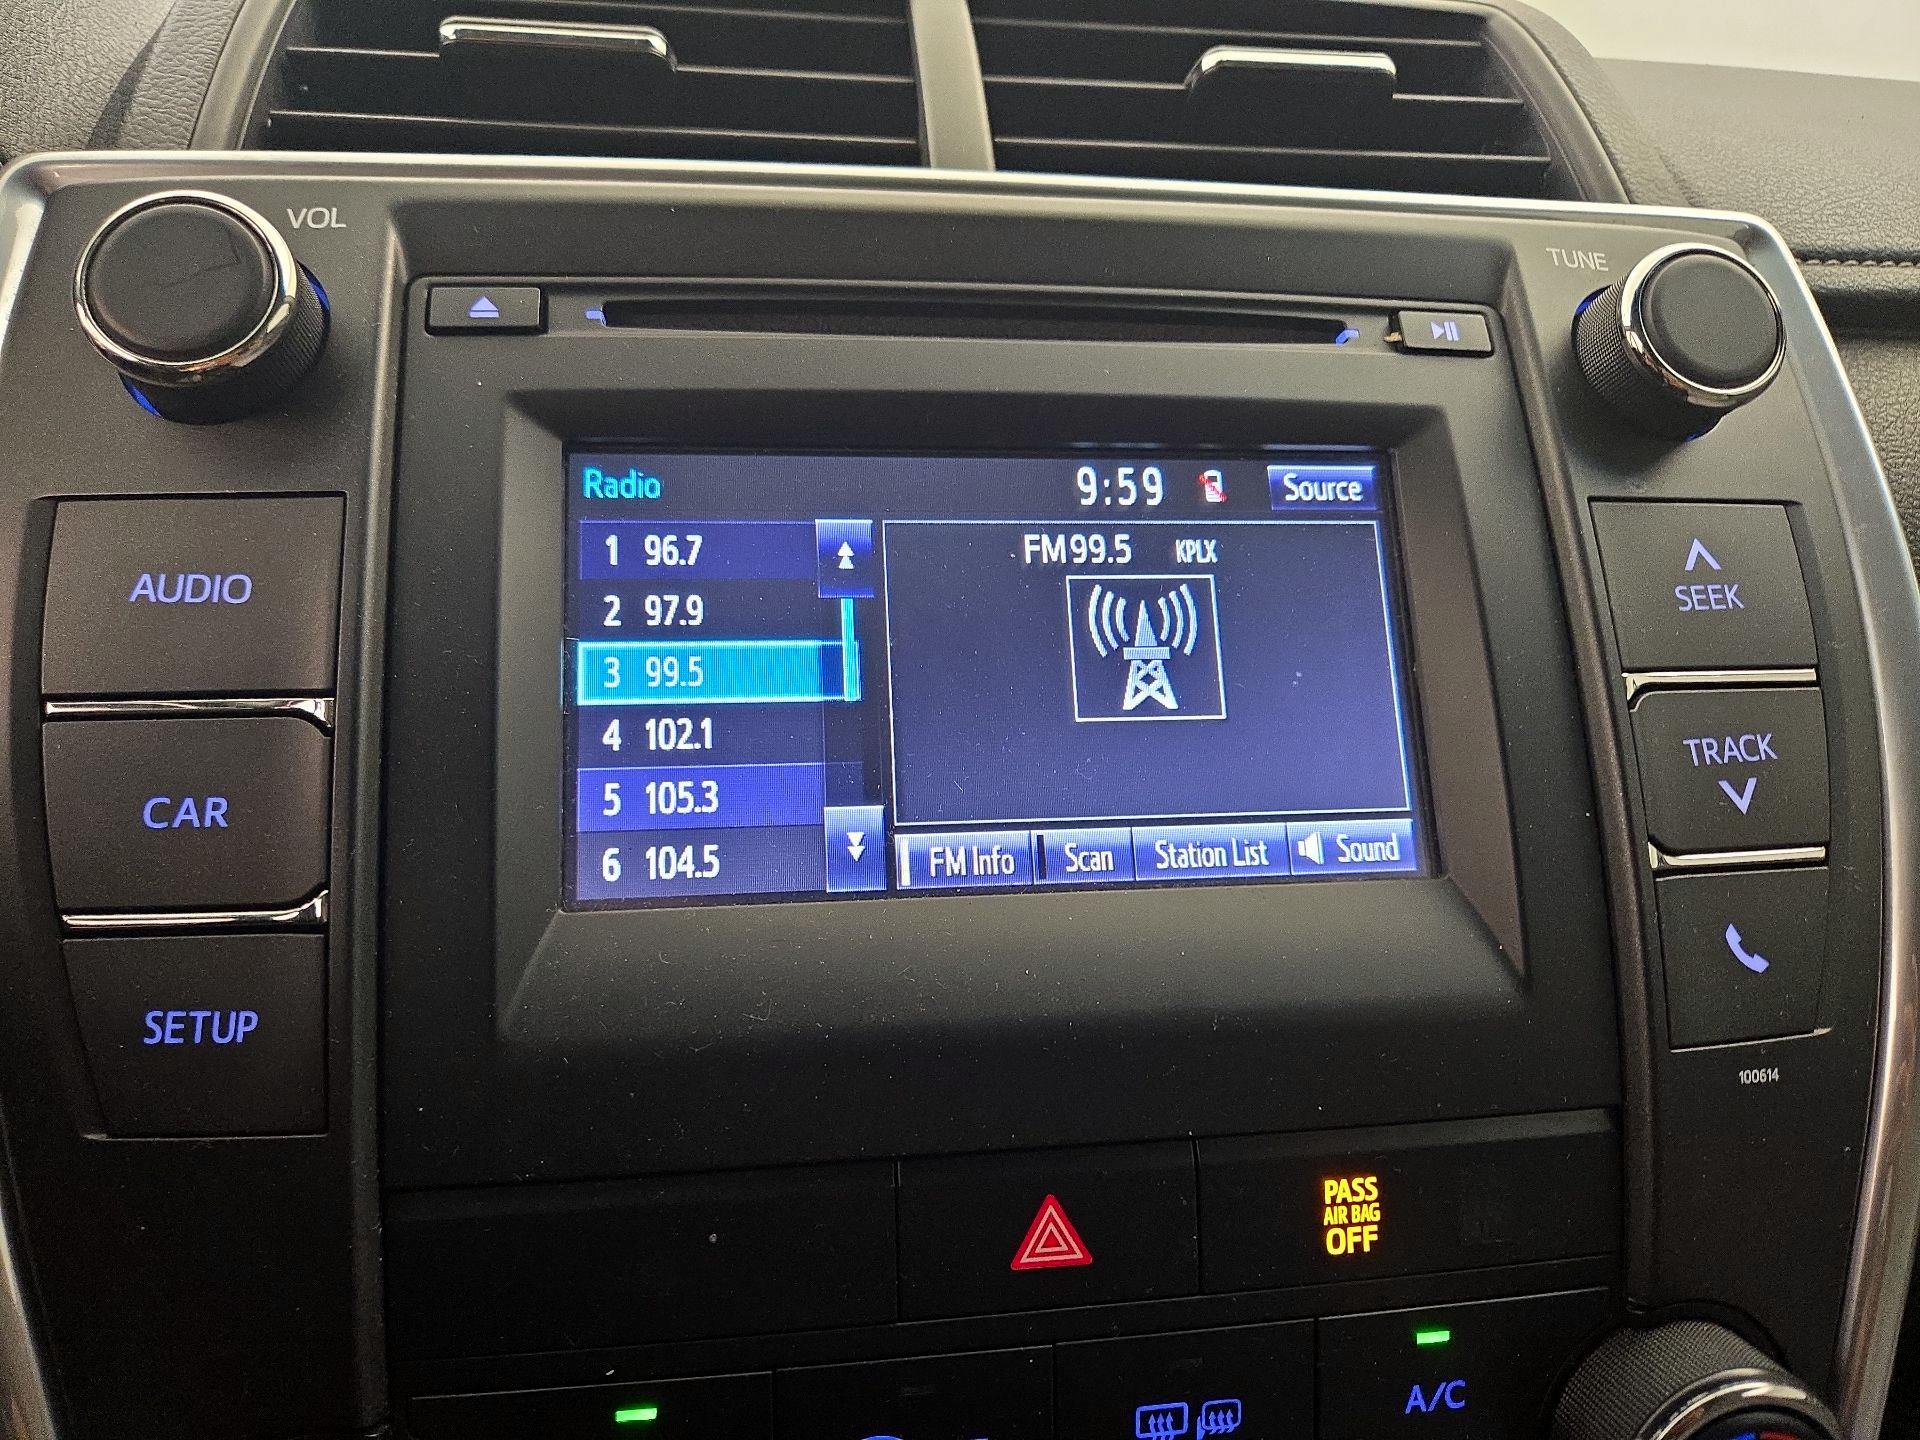 VOL
TUNE
Radio
9:59
Source
1 96.7
2 97.9
3 99.5
4 102.1
5 105.3
6 104.5
FM 99.5 KPLX
FM Info
Scan
Station List
Sound
AUDIO
CAR
SETUP
SEEK
TRACK
100614
PASS
AIR BAG
OFF
A/C